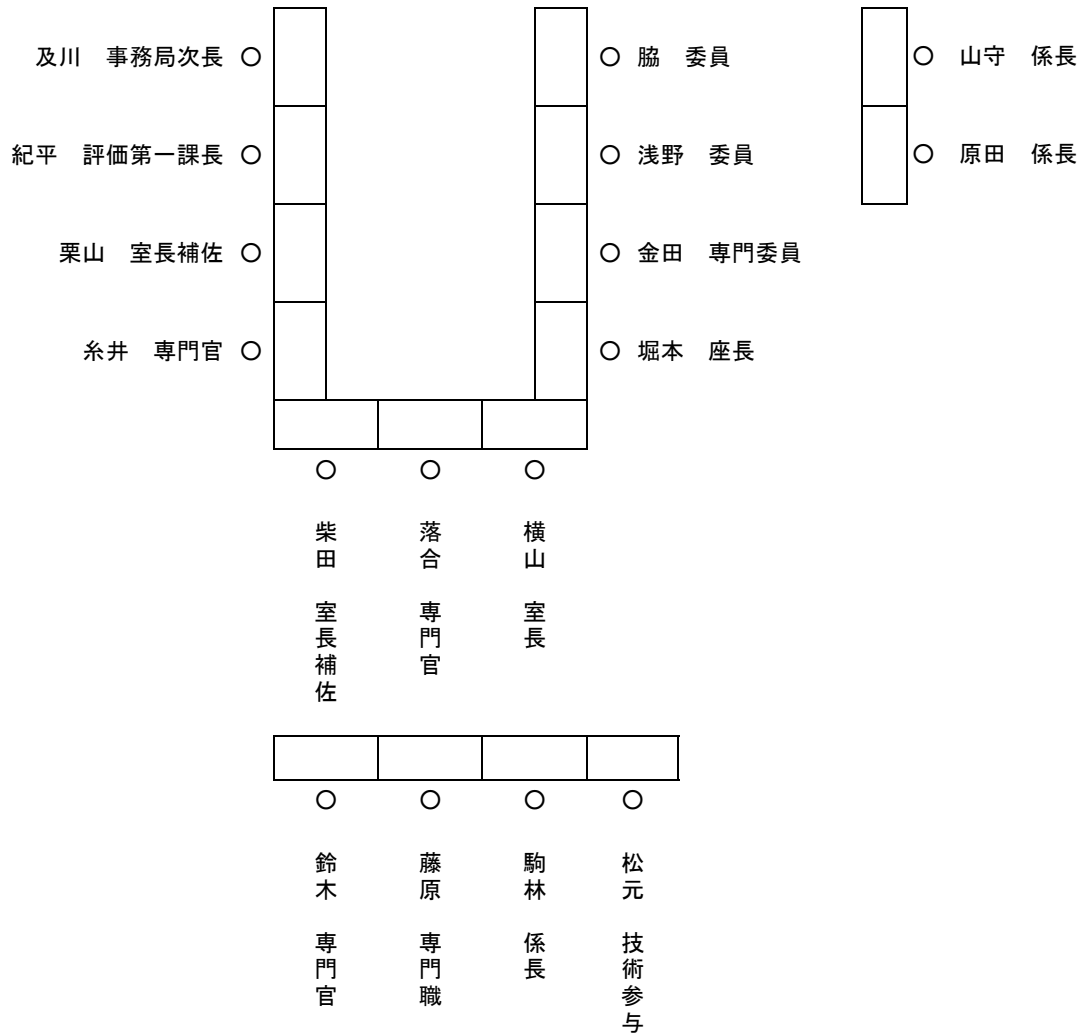 及川　事務局次長 ○
○ 脇　委員
○ 山守　係長
紀平　評価第一課長 ○
○ 浅野　委員
○ 原田　係長
栗山　室長補佐 ○
○ 金田　専門委員
糸井　専門官 ○
○ 堀本　座長
○ 柴田　室長補佐
○ 落合　専門官
○ 横山　室長
○ 鈴木　専門官
○ 藤原　専門職
○ 駒林　係長
○ 松元　技術参与